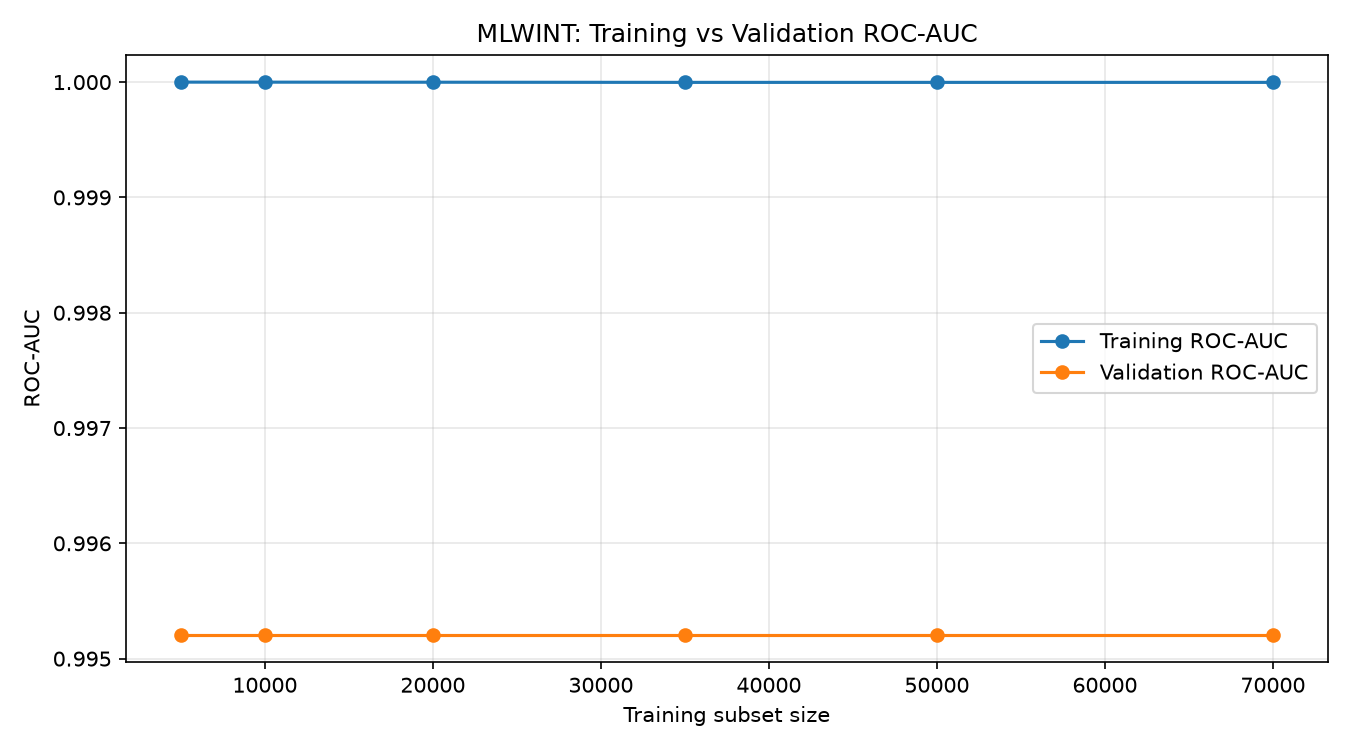 MLWINT: Training vs Validation ROC-AUC
1.000
0.999
0.998
0.997
0.996
0.995
ROC-AUC
Training ROC-AUC
Validation ROC-AUC
10000 20000 30000 40000 50000 60000 70000
Training subset size